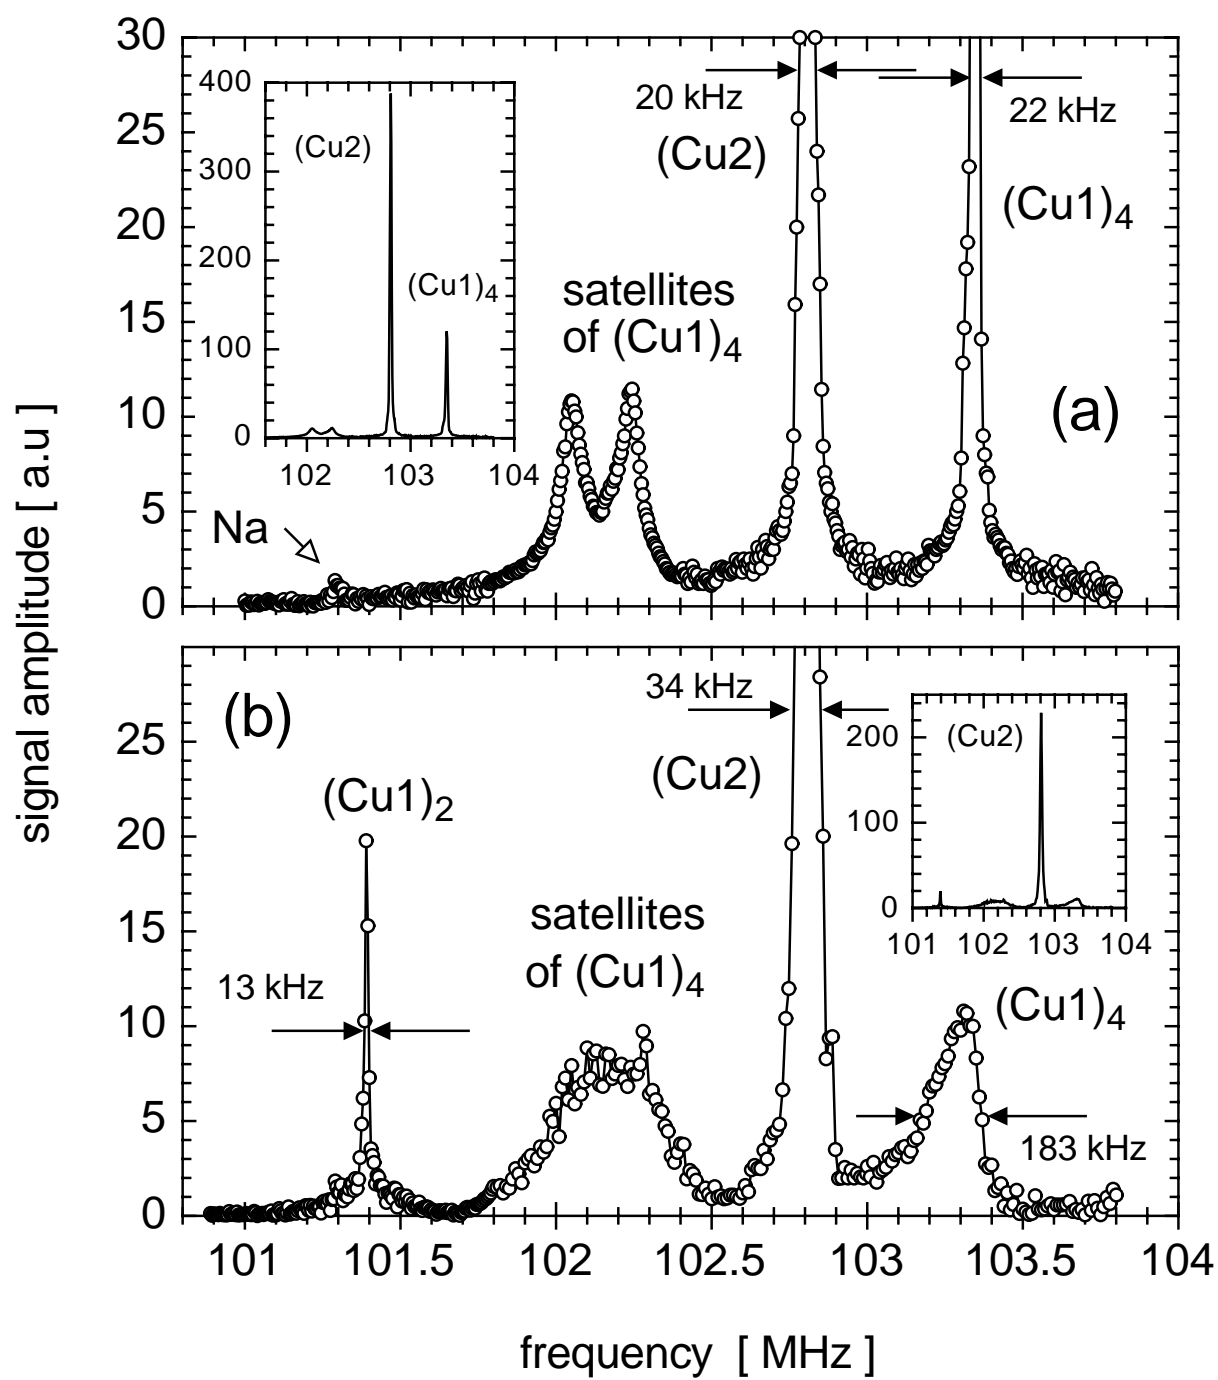 signal amplitude [ a.u ]
30
25
20
15
10
5
0
400
300
200
100
0
(Cu2)
(Cu1)4
102
103
104
20 kHz
(Cu2)
22 kHz
(Cu1)4
satellites
of (Cu1)4
(a)
Na
25
20
15
10
5
0
(b)
(Cu1)2
13 kHz
satellites
of (Cu1)4
34 kHz
(Cu2)
200
100
0
(Cu2)
101
102
103
104
(Cu1)4
183 kHz
101
101.5
102
102.5
103
103.5
104
frequency [ MHz ]